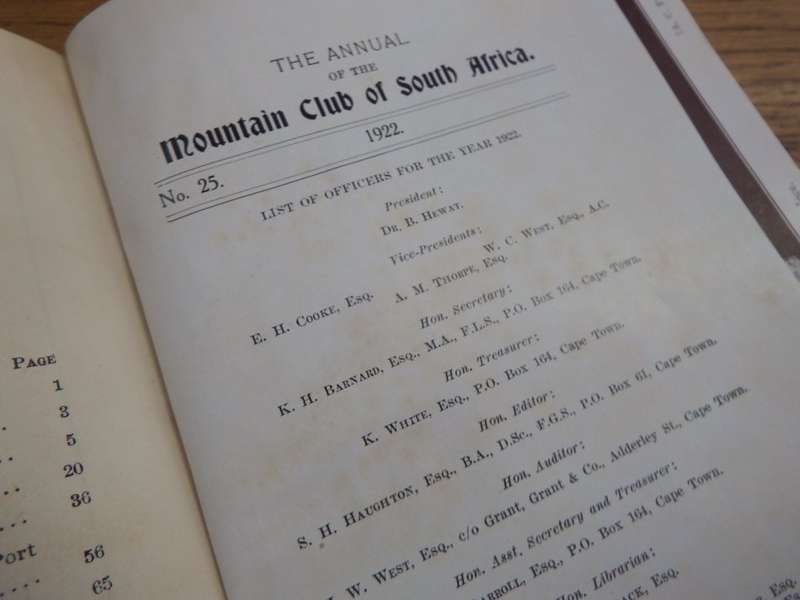 PAGE
1
3
5
20
36
port
56
65
THE ANNUAL
OF THE
Mountain Club of South Africa.
No. 25.
1922.
LIST OF OFFICERS FOR THE YEAR 1922.
President:
DR. B. HEWAT.
Vice-Presidents:
E. H. COOKE, ESQ. A. M. THORPE, ESQ. W. C. WEST, ESQ., A.C.
Hon. Secretary:
K. H. BARNARD, ESQ., M.A., F.L.S., P.O. Box 164, Cape Town.
Hon. Treasurer:
K. WHITE, ESQ., P.O. Box 164, Cape Town.
Hon. Editor:
S. H. HAUGHTON, ESQ., B.A., D.Sc., F.G.S., P.O. Box 61, Cape Town.
Hon. Auditor:
W. WEST, ESQ., c/o Grant, Grant & Co., Adderley St., Cape Town.
Hon. Asst. Secretary and Treasurer:
ARROLL, ESQ., P.O. Box 164, Cape Town.
Hon. Librarian:
ACK, ESQ.